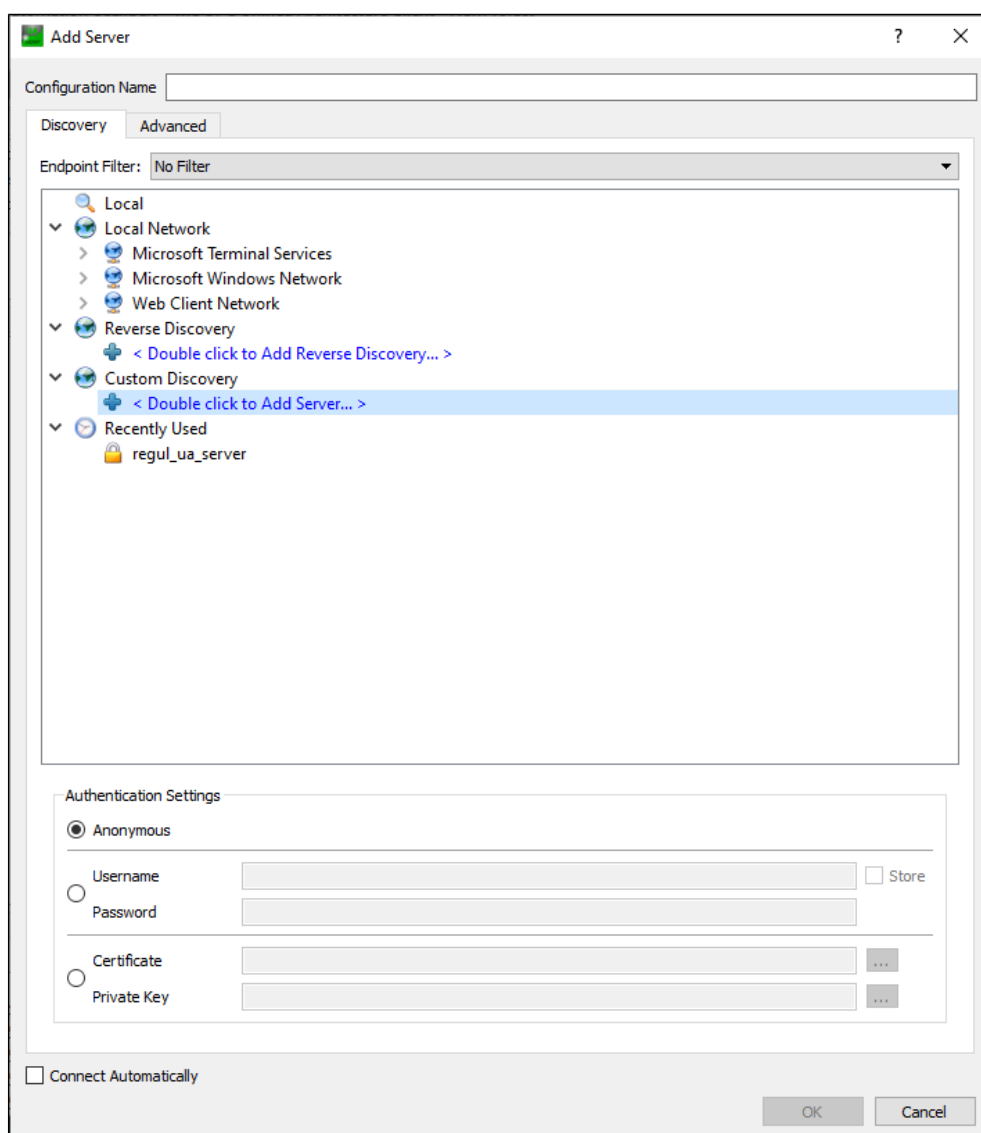 Add Server
?
Configuration Name
Discovery Advanced
Endpoint Filter: No Filter
Local
Local Network
Microsoft Terminal Services
Microsoft Windows Network
Web Client Network
Reverse Discovery
< Double click to Add Reverse Discovery... >
Custom Discovery
< Double click to Add Server... >
Recently Used
regul_ua_server
Authentication Settings
Anonymous
Username Store
Password
Certificate ...
Private Key ...
Connect Automatically
OK Cancel